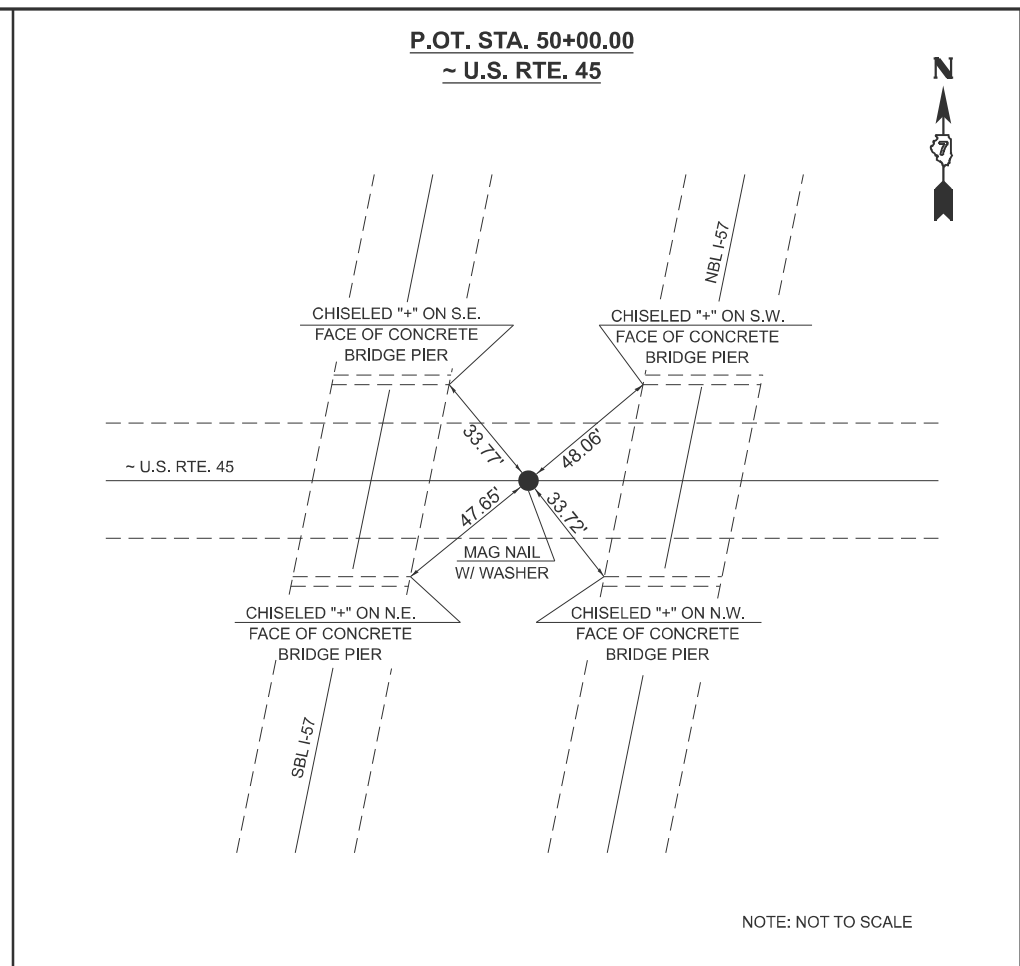 P.OT. STA. 50+00.00
~ U.S. RTE. 45
N
7
NBL I-57
CHISELED "+" ON S.E.
FACE OF CONCRETE
BRIDGE PIER
CHISELED "+" ON S.W.
FACE OF CONCRETE
BRIDGE PIER
33.77'
48.06'
~ U.S. RTE. 45
47.65'
33.72'
MAG NAIL
W/ WASHER
CHISELED "+" ON N.E.
FACE OF CONCRETE
BRIDGE PIER
CHISELED "+" ON N.W.
FACE OF CONCRETE
BRIDGE PIER
SBL I-57
NOTE: NOT TO SCALE